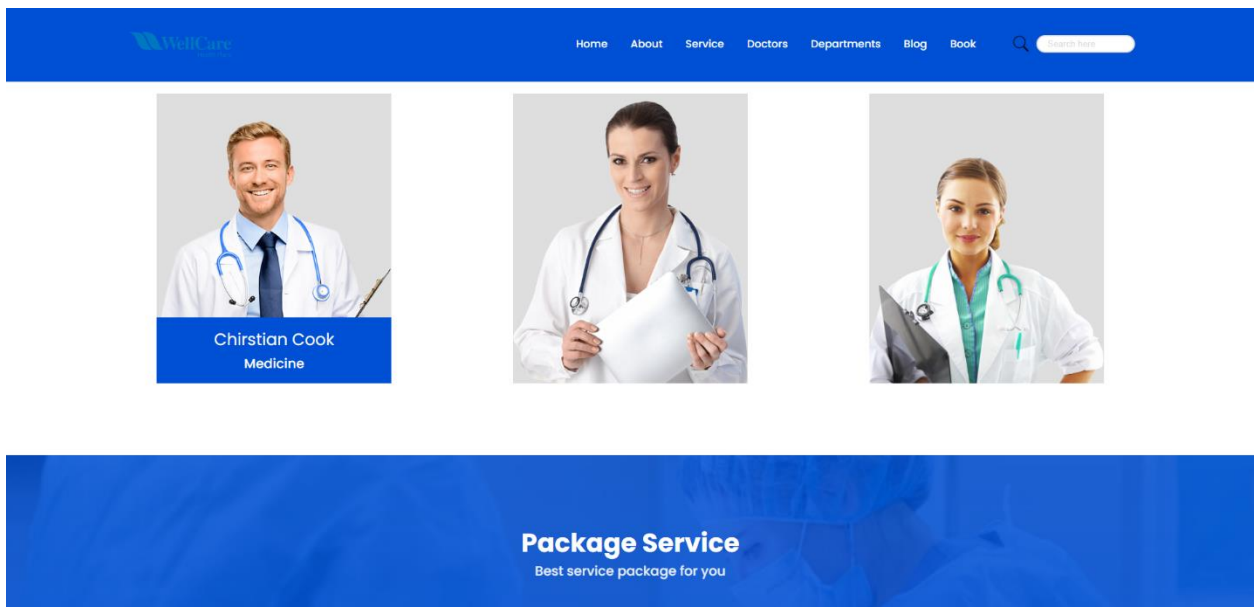 WellCare
Home About Service Doctors Departments Blog Book Search here
Chirstian Cook
Medicine
Package Service
Best service package for you